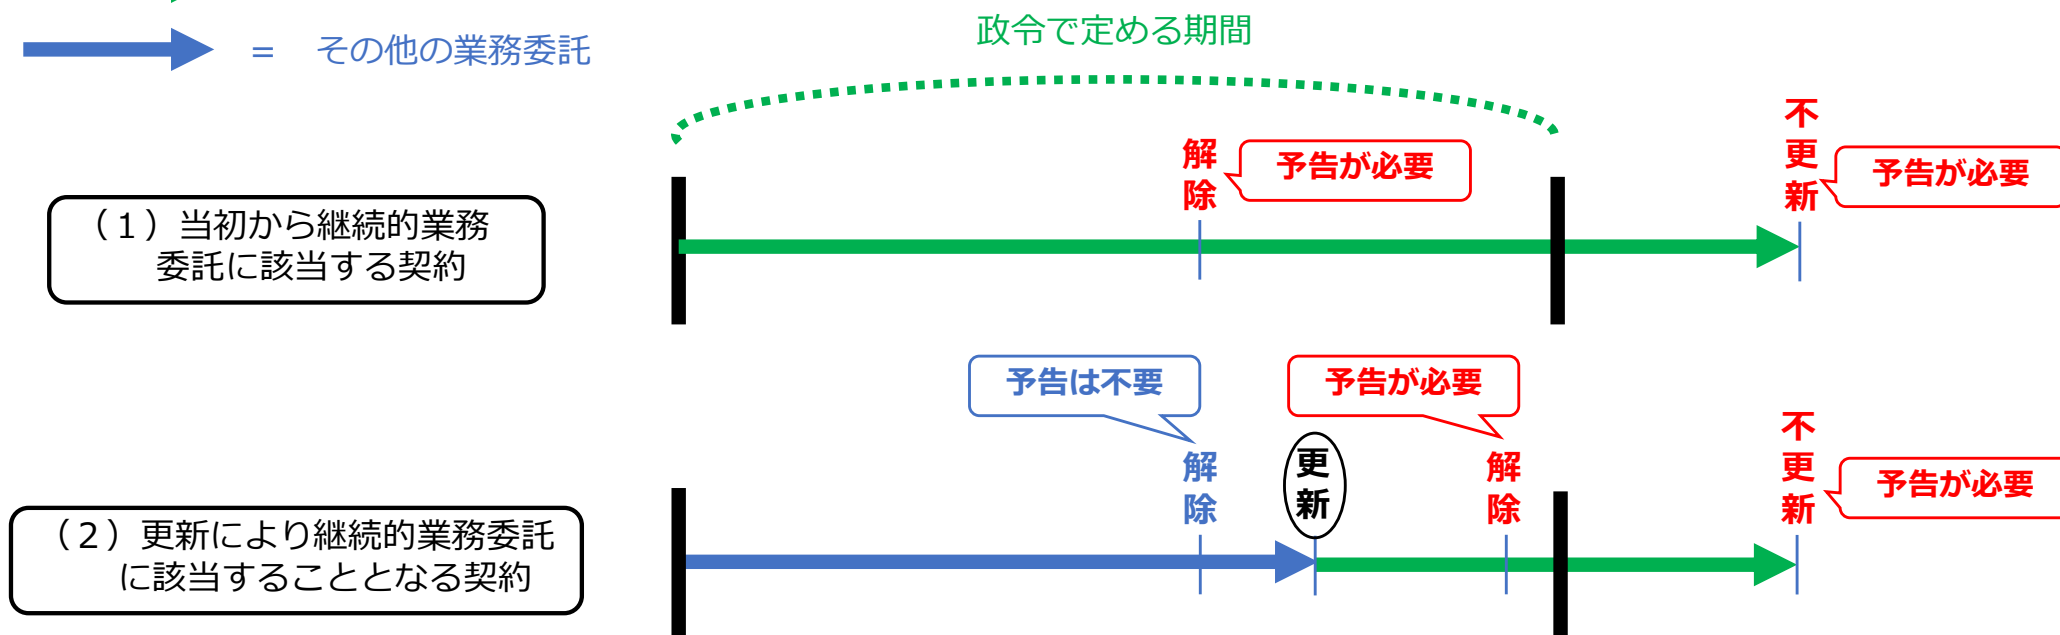 政令で定める期間
= その他の業務委託
解除
予告が必要
不更新
予告が必要
（１）当初から継続的業務
委託に該当する契約
予告は不要
予告が必要
解除
更新
解除
不更新
予告が必要
（２）更新により継続的業務委託
に該当することとなる契約